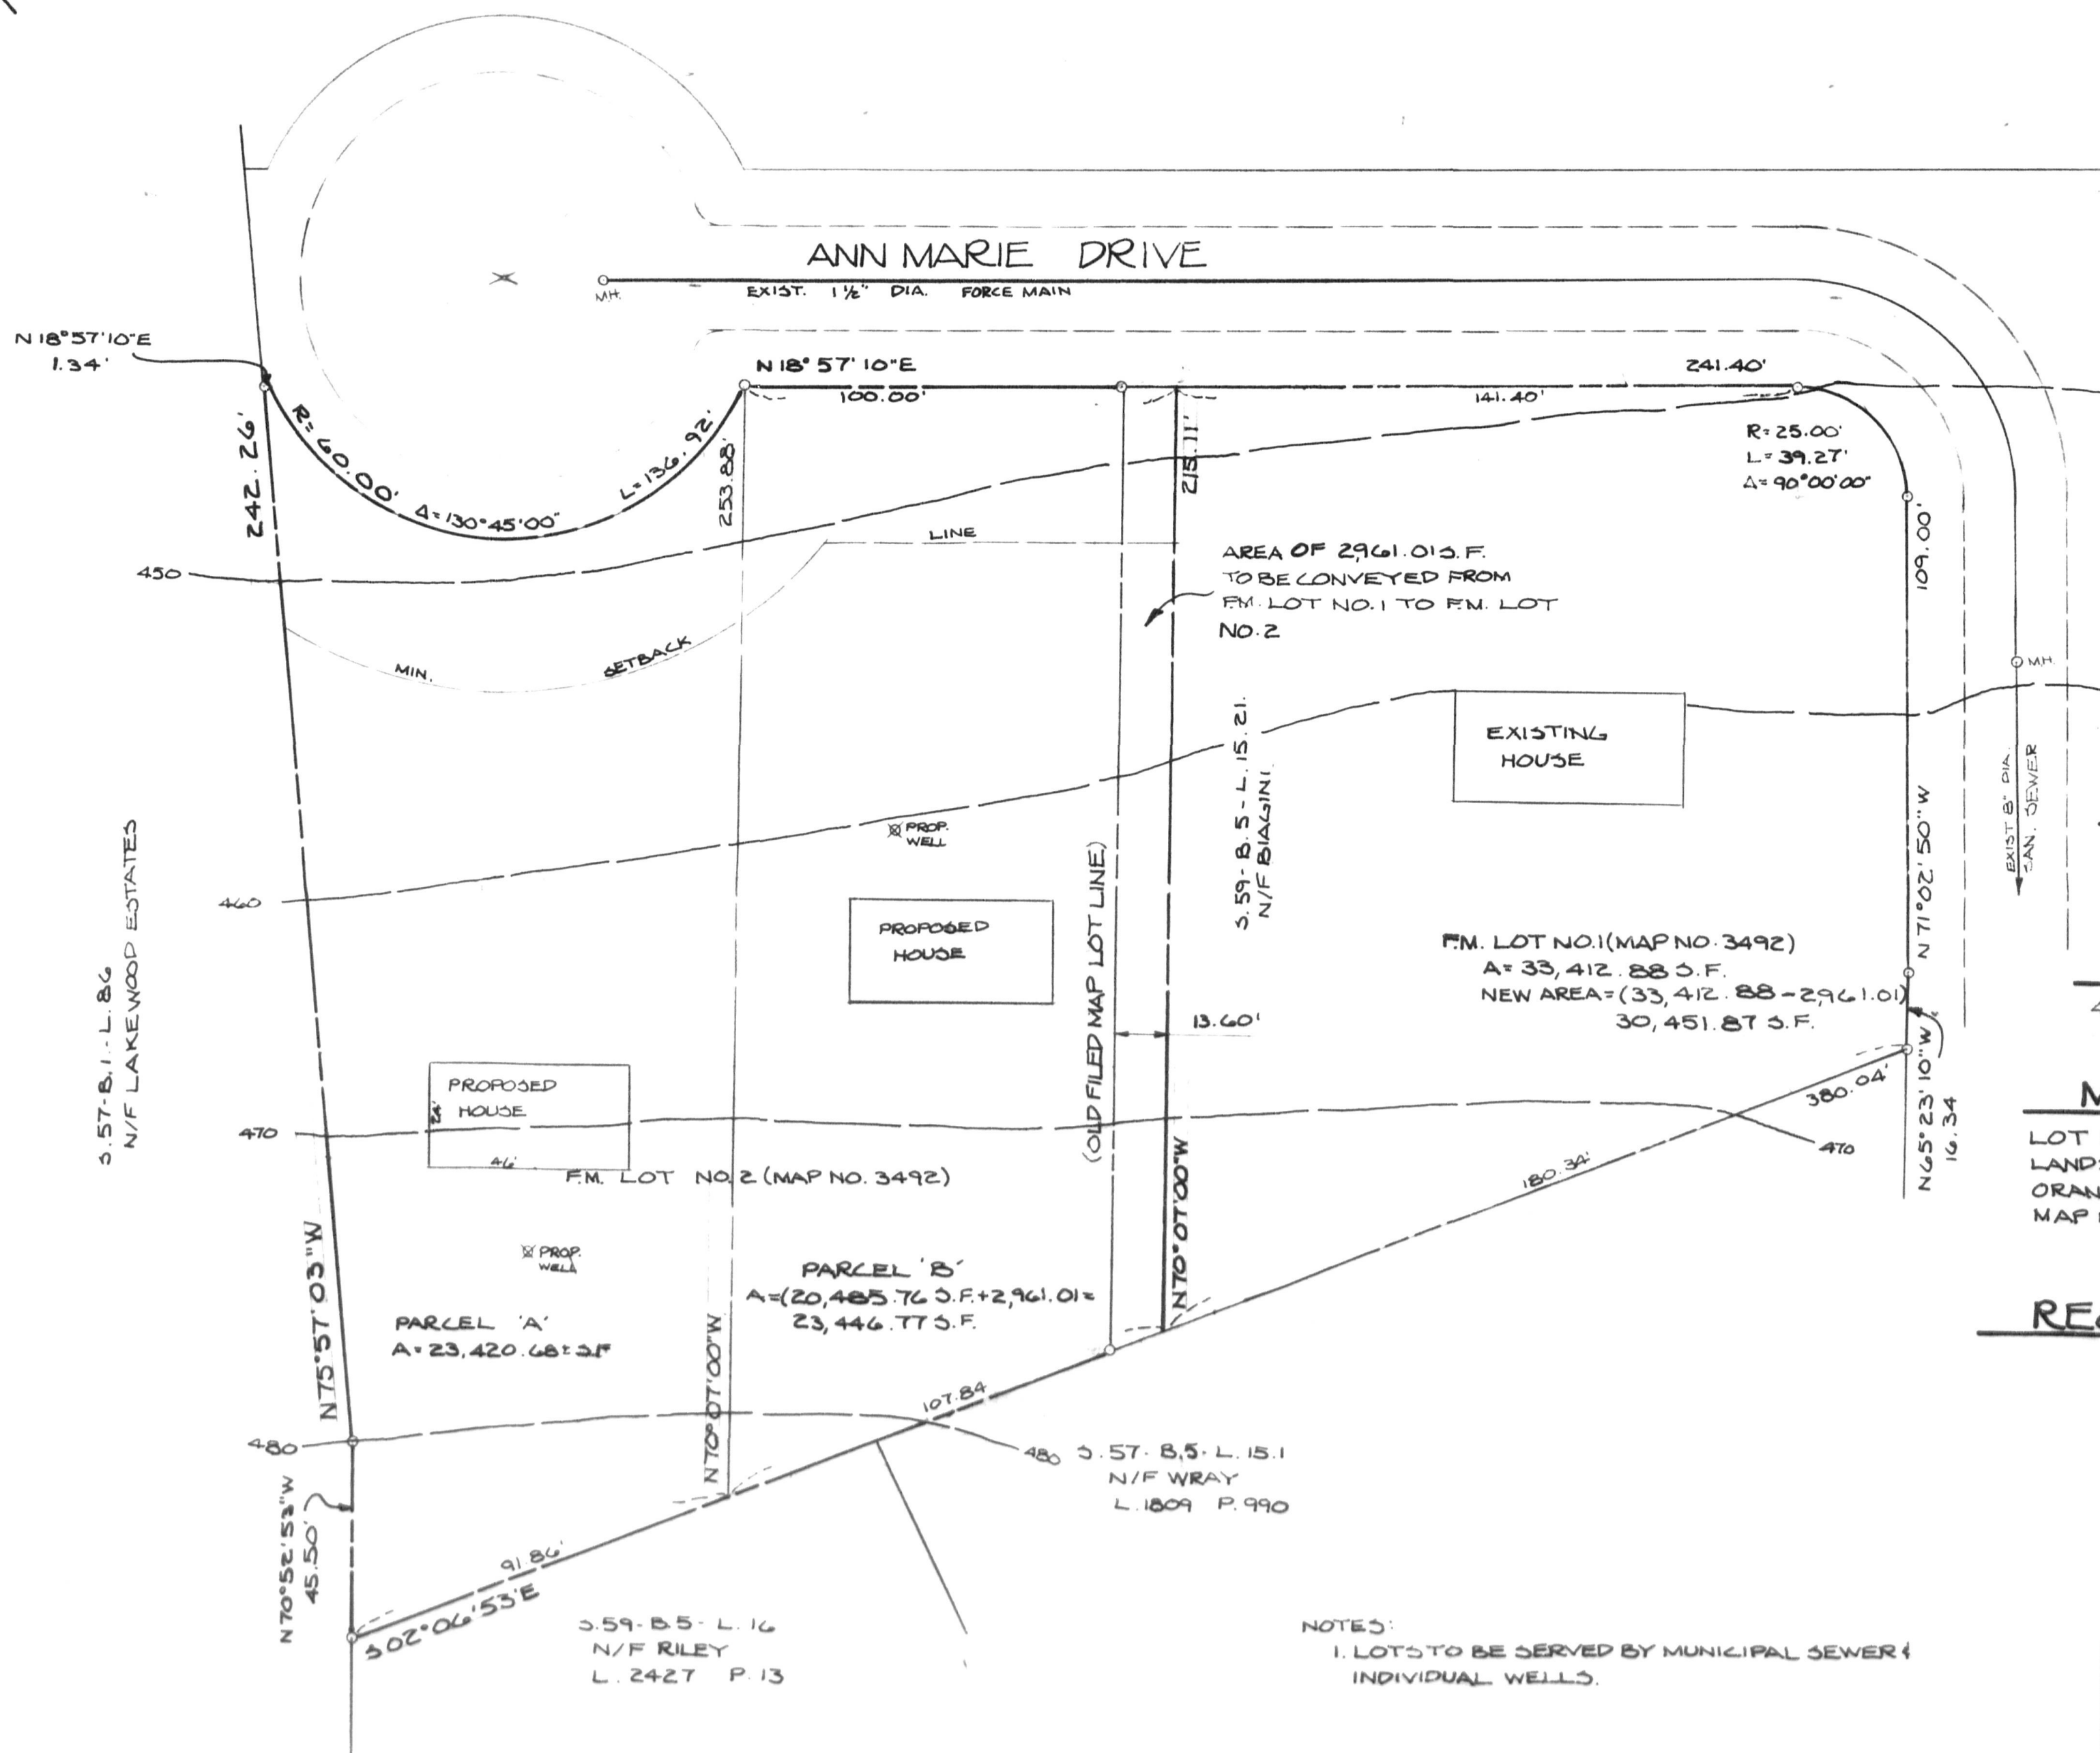 ANN MARIE DRIVE
M.H.
EXIST. 1½" DIA. FORCE MAIN
N 18°57'10"E
1.34'
N 18°57'10"E
241.40'
100.00'
141.40'
R=60.00'
Δ=130°45'00"
L=136.92'
242.26'
253.88'
215.11'
R=25.00'
L=39.27'
Δ=90°00'00"
109.00'
450
LINE
AREA OF 2,961.01 S.F.
TO BE CONVEYED FROM
F.M. LOT NO.1 TO F.M. LOT
NO.2
MIN.
SETBACK
M.H.
EXISTING
HOUSE
S.59-B.5-L.15.21.
N/F BIAGINI.
EXIST 8" DIA.
SAN. SEWER
N 71°02'50"W
PROP.
WELL
460
S.57-B.1.-L.86
N/F LAKEWOOD ESTATES
PROPOSED
HOUSE
(OLD FILED MAP LOT LINE)
F.M. LOT NO.1 (MAP NO. 3492)
A= 33,412.88 S.F.
NEW AREA=(33,412.88-2,961.01)
30,451.87 S.F.
13.60'
PROPOSED
HOUSE
24'
46'
470
380.04'
470
N65°23'10"W
16.34
F.M. LOT NO.2 (MAP NO. 3492)
180.34'
LOT
LAND
ORAN
MAP
N70°07'00"W
N75°57'03"W
PROP.
WELL
PARCEL 'B'
A=(20,485.76 S.F.+2,961.01=
23,446.77 S.F.
PARCEL 'A'
A=23,420.68± S.F
N70°07'00"W
107.84
480
480
S.57-B.5-L.15.1
N/F WRAY
L.1809 P.990
N70°52'53"W
45.50'
91.86'
S02°06'53"E
S.59-B.5-L.16
N/F RILEY
L.2427 P.13
NOTES:
1. LOTS TO BE SERVED BY MUNICIPAL SEWER &
INDIVIDUAL WELLS.